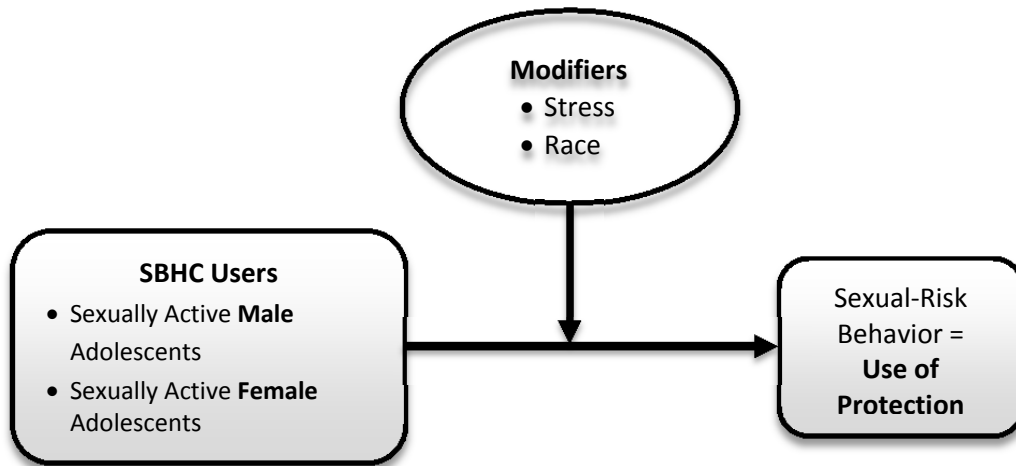 Modifiers
• Stress
• Race
SBHC Users
• Sexually Active Male
Adolescents
• Sexually Active Female
Adolescents
Sexual-Risk
Behavior =
Use of
Protection